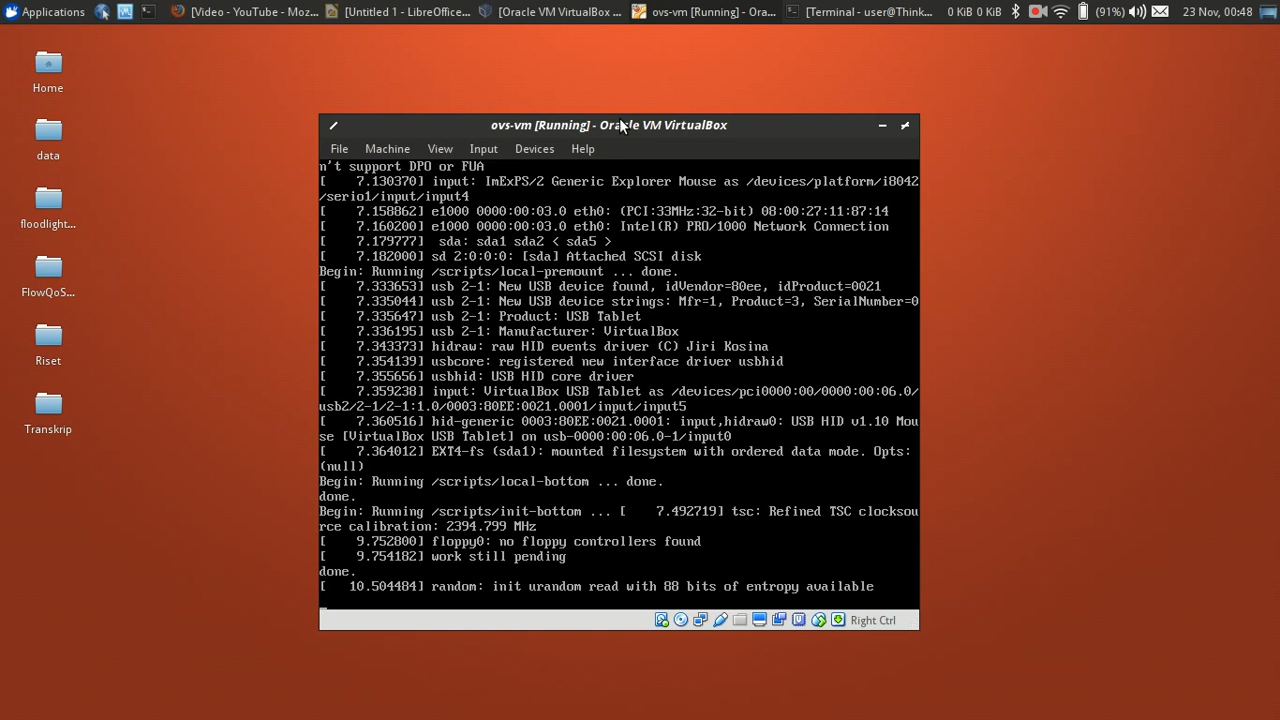 Applications
[Video - YouTube - Moz...
[Untitled 1 - LibreOffice...
[Oracle VM VirtualBox ...
ovs-vm [Running] - Ora...
[Terminal - user@Think...
0 KiB 0 KiB
(91%)
23 Nov, 00:48
Home
data
floodlight...
FlowQoS...
Riset
Transkrip
ovs-vm [Running] - Oracle VM VirtualBox
File Machine View Input Devices Help
n't support DPO or FUA
[    7.130370] input: ImExPS/2 Generic Explorer Mouse as /devices/platform/i8042
/serio1/input/input4
[    7.158862] e1000 0000:00:03.0 eth0: (PCI:33MHz:32-bit) 08:00:27:11:87:14
[    7.160200] e1000 0000:00:03.0 eth0: Intel(R) PRO/1000 Network Connection
[    7.179777]  sda: sda1 sda2 < sda5 >
[    7.182000] sd 2:0:0:0: [sda] Attached SCSI disk
Begin: Running /scripts/local-premount ... done.
[    7.333653] usb 2-1: New USB device found, idVendor=80ee, idProduct=0021
[    7.335044] usb 2-1: New USB device strings: Mfr=1, Product=3, SerialNumber=0
[    7.335647] usb 2-1: Product: USB Tablet
[    7.336195] usb 2-1: Manufacturer: VirtualBox
[    7.343373] hidraw: raw HID events driver (C) Jiri Kosina
[    7.354139] usbcore: registered new interface driver usbhid
[    7.355656] usbhid: USB HID core driver
[    7.359238] input: VirtualBox USB Tablet as /devices/pci0000:00/0000:00:06.0/
usb2/2-1/2-1:1.0/0003:80EE:0021.0001/input/input5
[    7.360516] hid-generic 0003:80EE:0021.0001: input,hidraw0: USB HID v1.10 Mou
se [VirtualBox USB Tablet] on usb-0000:00:06.0-1/input0
[    7.364012] EXT4-fs (sda1): mounted filesystem with ordered data mode. Opts:
(null)
Begin: Running /scripts/local-bottom ... done.
done.
Begin: Running /scripts/init-bottom ... [    7.492719] tsc: Refined TSC clocksou
rce calibration: 2394.799 MHz
[    9.752800] floppy0: no floppy controllers found
[    9.754182] work still pending
done.
[   10.504484] random: init urandom read with 88 bits of entropy available
Right Ctrl